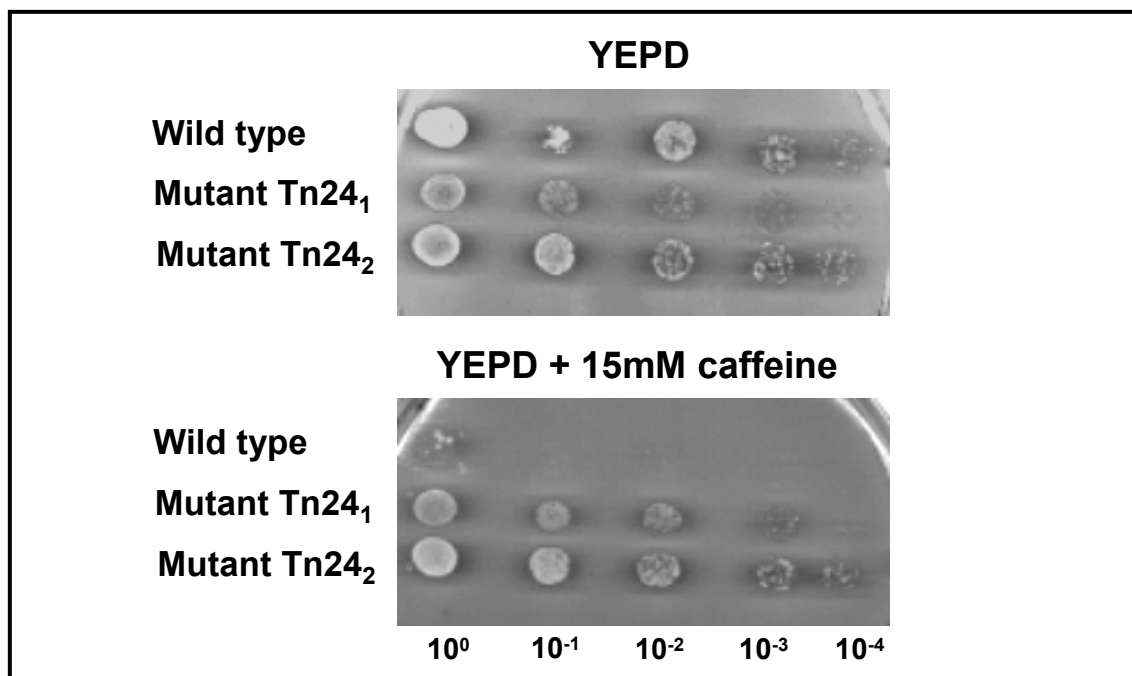 YEPD
Wild type
Mutant Tn24₁
Mutant Tn24₂
YEPD + 15mM caffeine
Wild type
Mutant Tn24₁
Mutant Tn24₂
10⁰ 10⁻¹ 10⁻² 10⁻³ 10⁻⁴